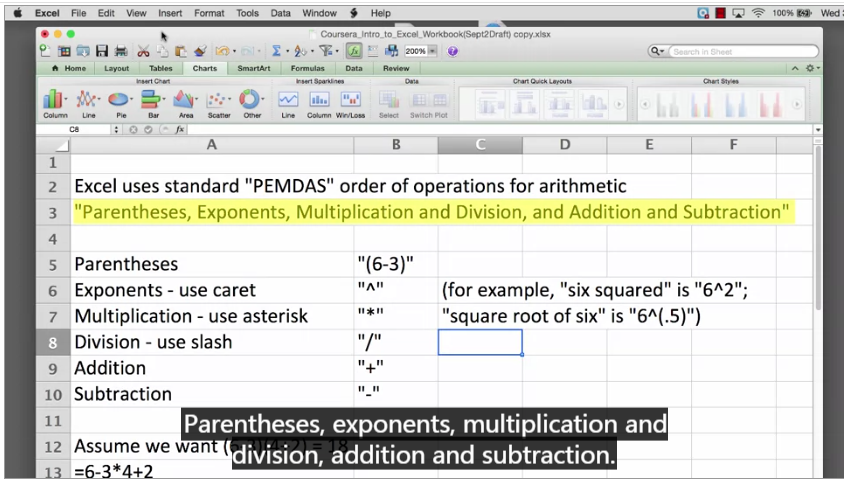 Excel File Edit View Insert Format Tools Data Window Help 100% Wed
Coursera_Intro_to_Excel_Workbook(Sept2Draft) copy.xlsx
200% Search in Sheet
Home Layout Tables Charts SmartArt Formulas Data Review
Insert Chart Insert Sparklines Data Chart Quick Layouts Chart Styles
Column Line Pie Bar Area Scatter Other Line Column Win/Loss Select Switch Plot
C8 fx
A B C D E F
1
2 Excel uses standard "PEMDAS" order of operations for arithmetic
3 "Parentheses, Exponents, Multiplication and Division, and Addition and Subtraction"
4
5 Parentheses "(6-3)"
6 Exponents - use caret "^" (for example, "six squared" is "6^2";
7 Multiplication - use asterisk "*" "square root of six" is "6^(.5)")
8 Division - use slash "/"
9 Addition "+"
10 Subtraction "-"
11
Parentheses, exponents, multiplication and
12 Assume we want (6-3)(4+2) = 18
division, addition and subtraction.
13 =6-3*4+2